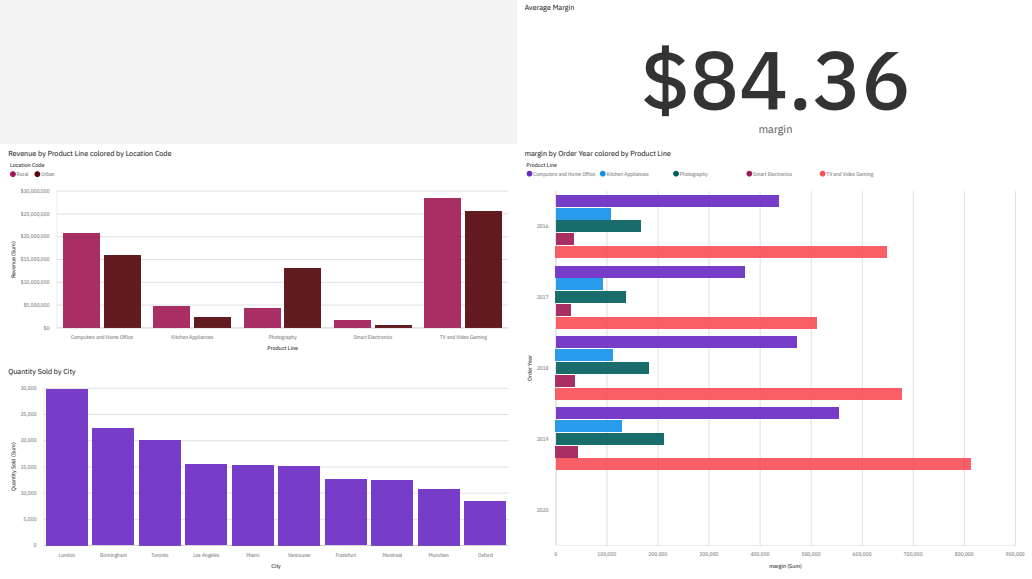 Average Margin
$84.36
margin
Revenue by Product Line colored by Location Code
Location Code
Rural Urban
$30,000,000
$25,000,000
$20,000,000
$15,000,000
$10,000,000
$5,000,000
$0
Revenue (Sum)
Computers and Home Office Kitchen Appliances Photography Smart Electronics TV and Video Gaming
Product Line
Quantity Sold by City
30,000
25,000
20,000
15,000
10,000
5,000
0
Quantity Sold (Sum)
London Birmingham Toronto Los Angeles Miami Vancouver Frankfurt Montreal Munchen Oxford
City
margin by Order Year colored by Product Line
Product Line
Computers and Home Office Kitchen Appliances Photography Smart Electronics TV and Video Gaming
2016
2017
2018
2019
2020
Order Year
0 100,000 200,000 300,000 400,000 500,000 600,000 700,000 800,000 900,000
margin (Sum)